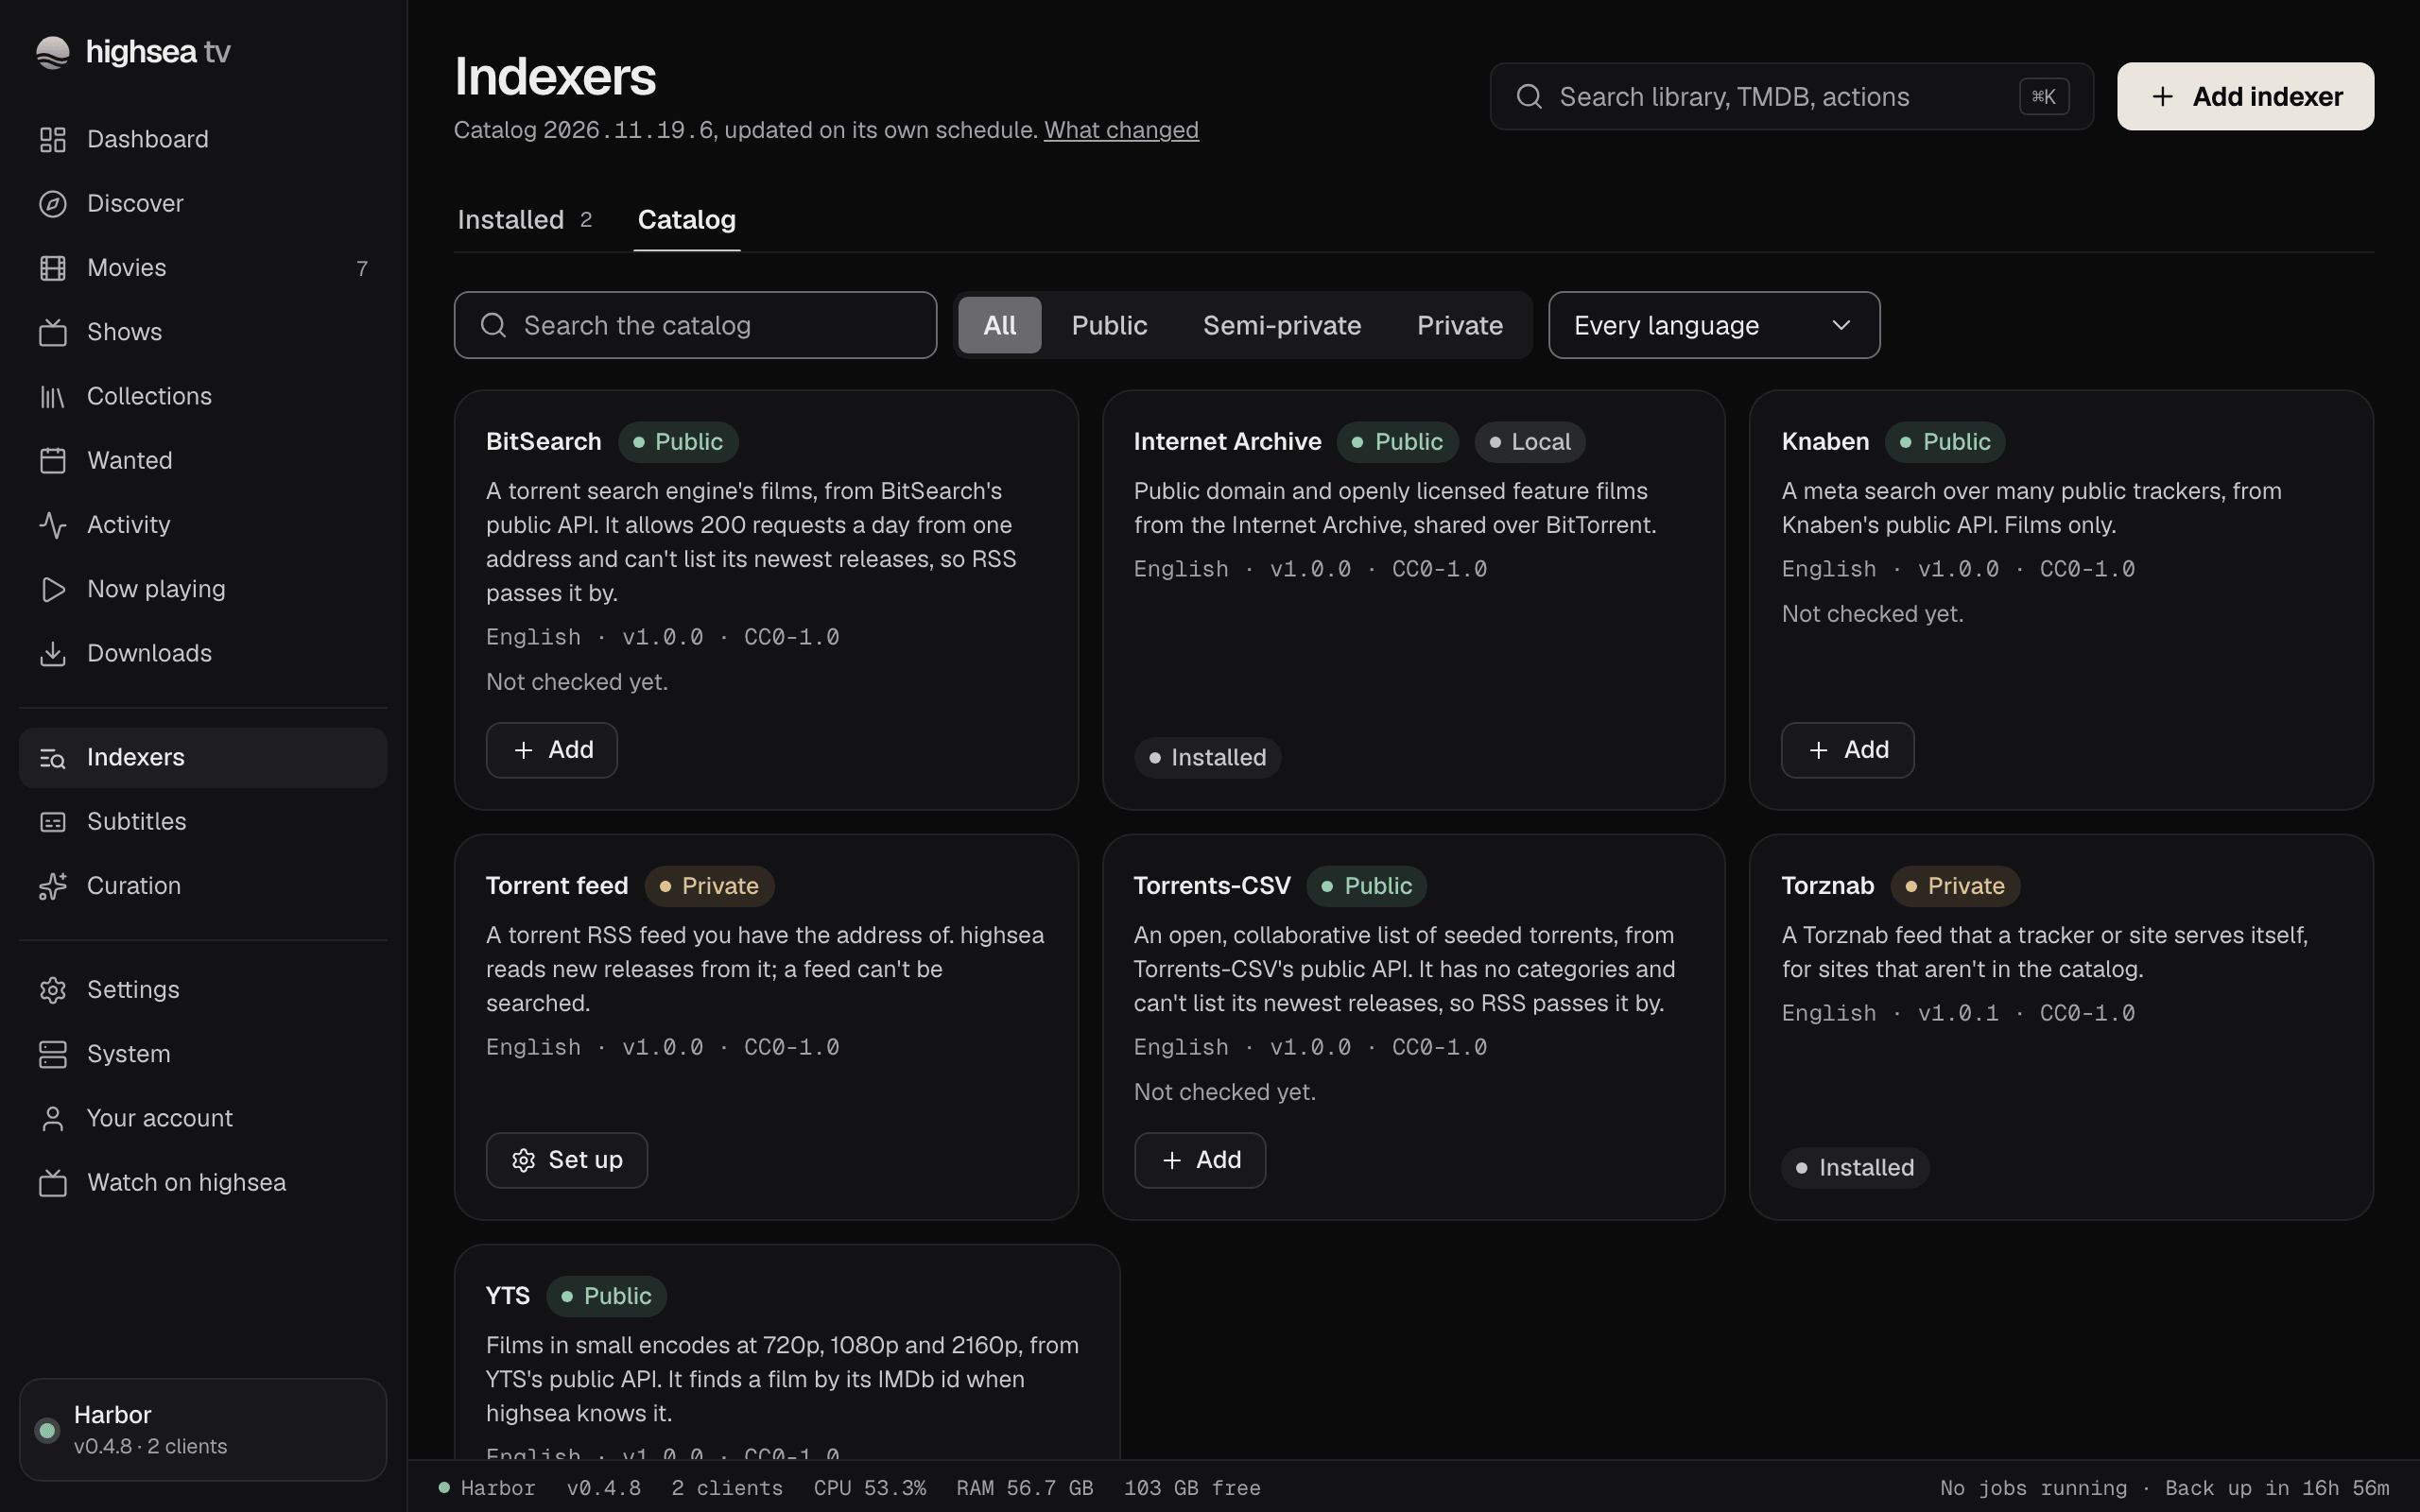 highsea tv
Dashboard
Discover
Movies 7
Shows
Collections
Wanted
Activity
Now playing
Downloads
Indexers
Subtitles
Curation
Settings
System
Your account
Watch on highsea
Harbor
v0.4.8 · 2 clients
Indexers
Catalog 2026.11.19.6, updated on its own schedule. What changed
Search library, TMDB, actions ⌘K
+ Add indexer
Installed 2 Catalog
Search the catalog
All Public Semi-private Private
Every language
BitSearch Public
A torrent search engine's films, from BitSearch's
public API. It allows 200 requests a day from one
address and can't list its newest releases, so RSS
passes it by.
English · v1.0.0 · CC0-1.0
Not checked yet.
+ Add
Internet Archive Public Local
Public domain and openly licensed feature films
from the Internet Archive, shared over BitTorrent.
English · v1.0.0 · CC0-1.0
Installed
Knaben Public
A meta search over many public trackers, from
Knaben's public API. Films only.
English · v1.0.0 · CC0-1.0
Not checked yet.
+ Add
Torrent feed Private
A torrent RSS feed you have the address of. highsea
reads new releases from it; a feed can't be
searched.
English · v1.0.0 · CC0-1.0
Set up
Torrents-CSV Public
An open, collaborative list of seeded torrents, from
Torrents-CSV's public API. It has no categories and
can't list its newest releases, so RSS passes it by.
English · v1.0.0 · CC0-1.0
Not checked yet.
+ Add
Torznab Private
A Torznab feed that a tracker or site serves itself,
for sites that aren't in the catalog.
English · v1.0.1 · CC0-1.0
Installed
YTS Public
Films in small encodes at 720p, 1080p and 2160p, from
YTS's public API. It finds a film by its IMDb id when
highsea knows it.
English · v1.0.0 · CC0-1.0
Harbor v0.4.8 2 clients CPU 53.3% RAM 56.7 GB 103 GB free
No jobs running · Back up in 16h 56m